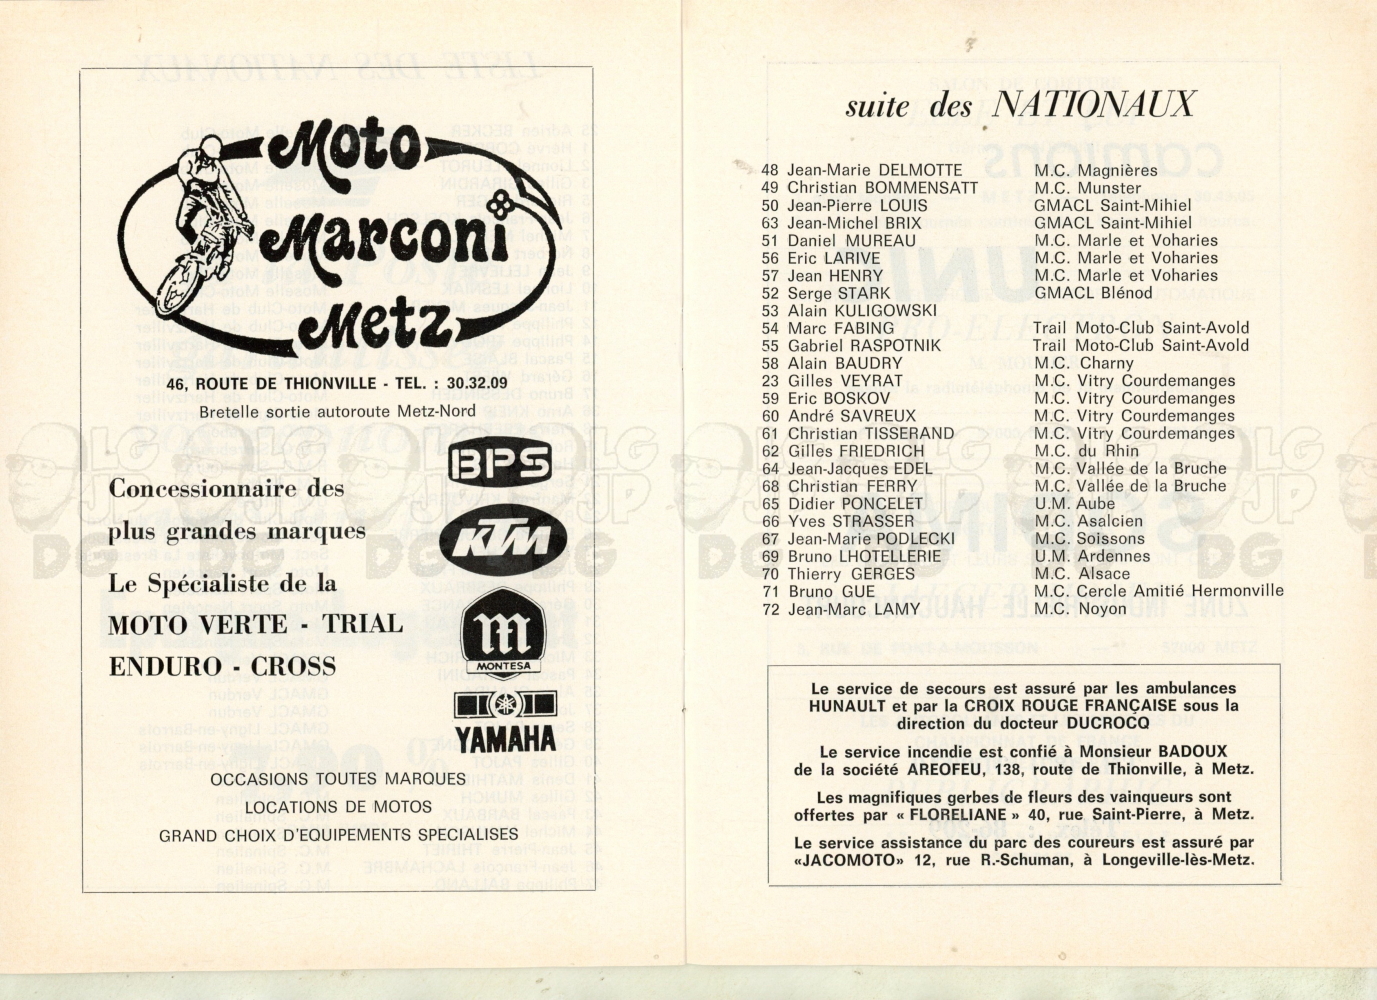 Moto
Marconi
Metz
46, ROUTE DE THIONVILLE - TEL. : 30.32.09
Bretelle sortie autoroute Metz-Nord
BPS
Concessionnaire des
plus grandes marques
KTM
Le Spécialiste de la
MOTO VERTE - TRIAL
ENDURO - CROSS
M
MONTESA
YAMAHA
OCCASIONS TOUTES MARQUES
LOCATIONS DE MOTOS
GRAND CHOIX D'EQUIPEMENTS SPECIALISES
suite des NATIONAUX
48 Jean-Marie DELMOTTE M.C. Magnières
49 Christian BOMMENSATT M.C. Munster
50 Jean-Pierre LOUIS GMACL Saint-Mihiel
63 Jean-Michel BRIX GMACL Saint-Mihiel
51 Daniel MUREAU M.C. Marle et Voharies
56 Eric LARIVE M.C. Marle et Voharies
57 Jean HENRY M.C. Marle et Voharies
52 Serge STARK GMACL Blénod
53 Alain KULIGOWSKI
54 Marc FABING Trail Moto-Club Saint-Avold
55 Gabriel RASPOTNIK Trail Moto-Club Saint-Avold
58 Alain BAUDRY M.C. Charny
23 Gilles VEYRAT M.C. Vitry Courdemanges
59 Eric BOSKOV M.C. Vitry Courdemanges
60 André SAVREUX M.C. Vitry Courdemanges
61 Christian TISSERAND M.C. Vitry Courdemanges
62 Gilles FRIEDRICH M.C. du Rhin
64 Jean-Jacques EDEL M.C. Vallée de la Bruche
68 Christian FERRY M.C. Vallée de la Bruche
65 Didier PONCELET U.M. Aube
66 Yves STRASSER M.C. Asalcien
67 Jean-Marie PODLECKI M.C. Soissons
69 Bruno LHOTELLERIE U.M. Ardennes
70 Thierry GERGES M.C. Alsace
71 Bruno GUE M.C. Cercle Amitié Hermonville
72 Jean-Marc LAMY M.C. Noyon
Le service de secours est assuré par les ambulances
HUNAULT et par la CROIX ROUGE FRANÇAISE sous la
direction du docteur DUCROCQ
Le service incendie est confié à Monsieur BADOUX
de la société AREOFEU, 138, route de Thionville, à Metz.
Les magnifiques gerbes de fleurs des vainqueurs sont
offertes par « FLORELIANE » 40, rue Saint-Pierre, à Metz.
Le service assistance du parc des coureurs est assuré par
«JACOMOTO» 12, rue R.-Schuman, à Longeville-lès-Metz.